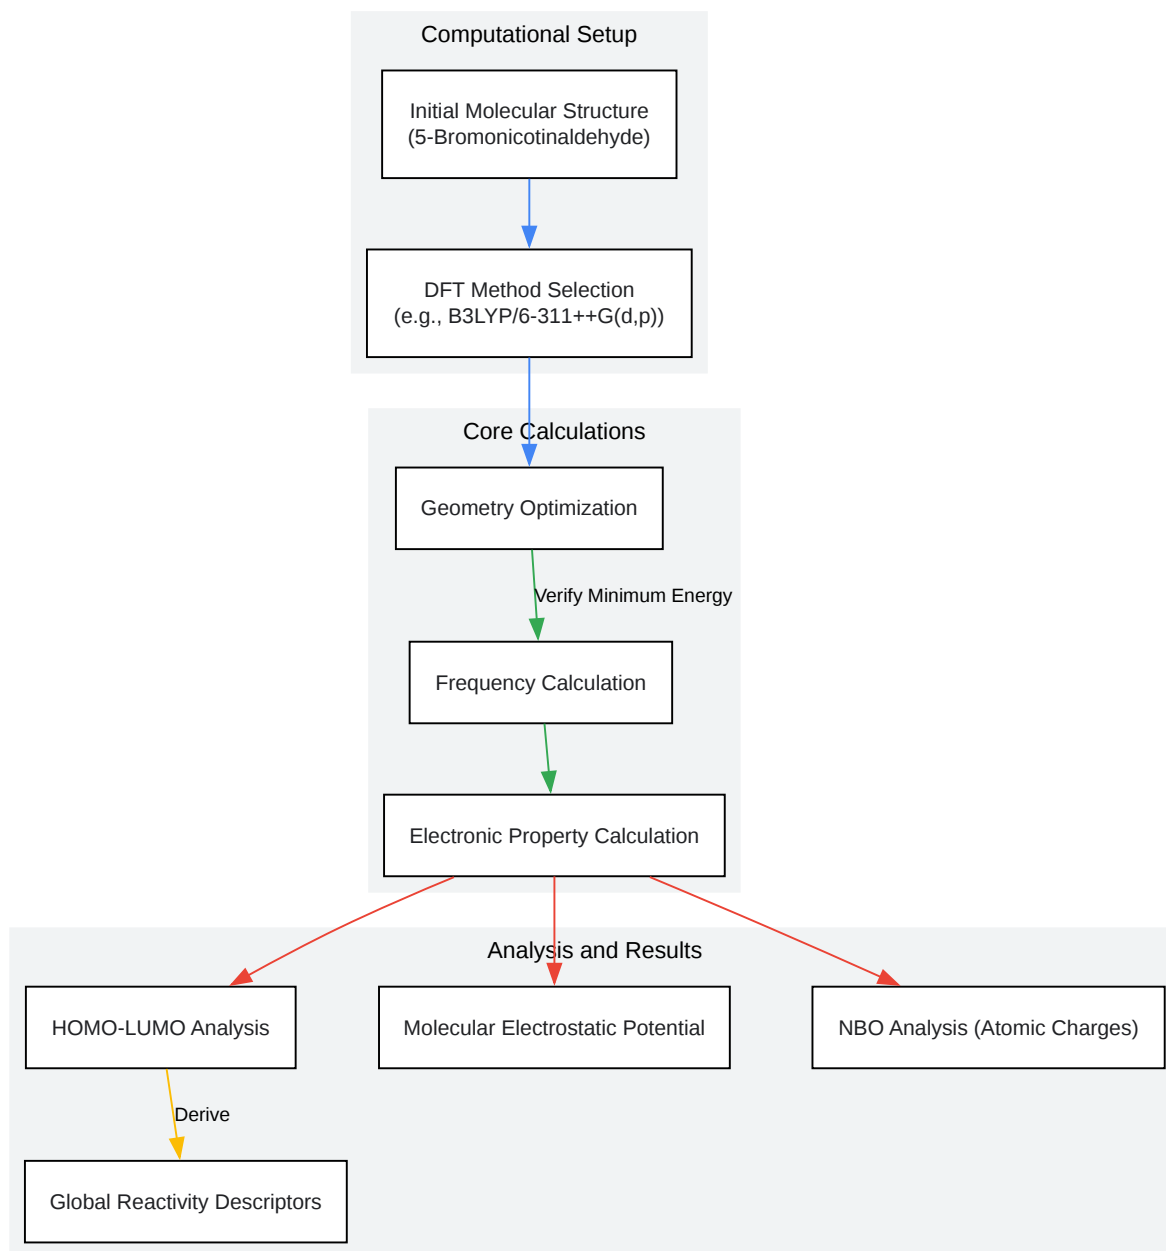 Computational Setup
Initial Molecular Structure
(5-Bromonicotinaldehyde)
DFT Method Selection
(e.g., B3LYP/6-311++G(d,p))
Core Calculations
Geometry Optimization
Verify Minimum Energy
Frequency Calculation
Electronic Property Calculation
Analysis and Results
HOMO-LUMO Analysis
Molecular Electrostatic Potential
NBO Analysis (Atomic Charges)
Derive
Global Reactivity Descriptors